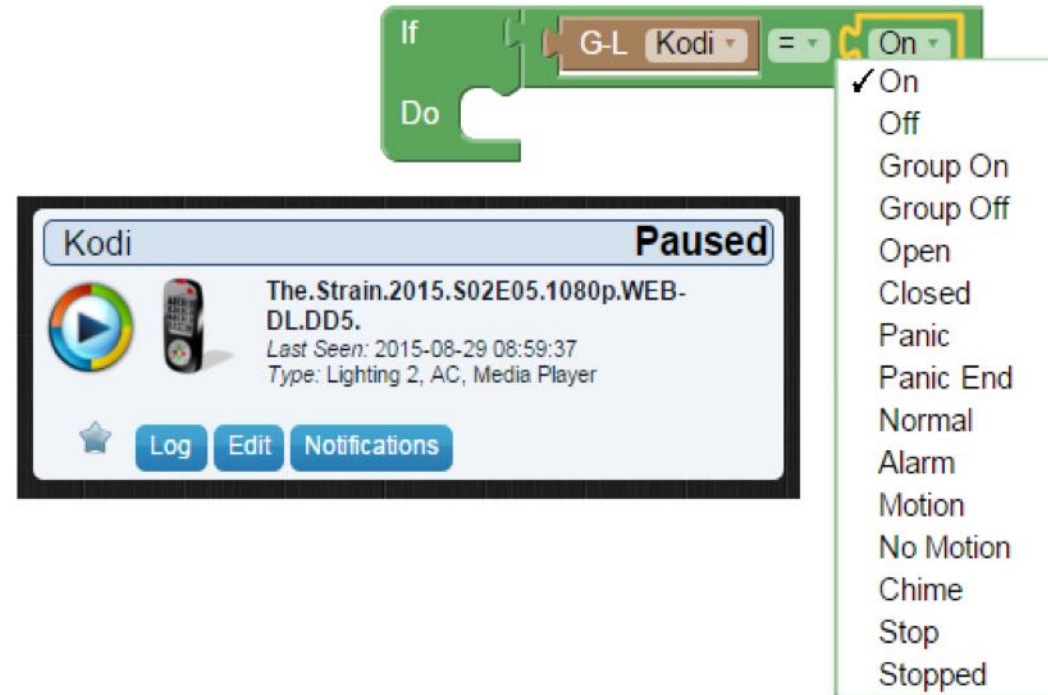 If G-L Kodi = On
Do
On
Off
Group On
Group Off
Open
Closed
Panic
Panic End
Normal
Alarm
Motion
No Motion
Chime
Stop
Stopped
Kodi Paused
The.Strain.2015.S02E05.1080p.WEB-
DL.DD5.
Last Seen: 2015-08-29 08:59:37
Type: Lighting 2, AC, Media Player
Log Edit Notifications